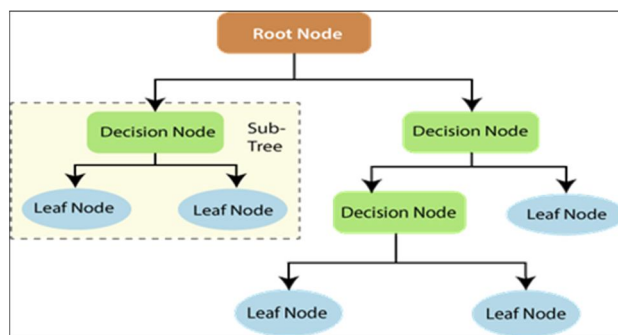 Root Node
Decision Node
Sub-
Tree
Decision Node
Leaf Node
Leaf Node
Decision Node
Leaf Node
Leaf Node
Leaf Node